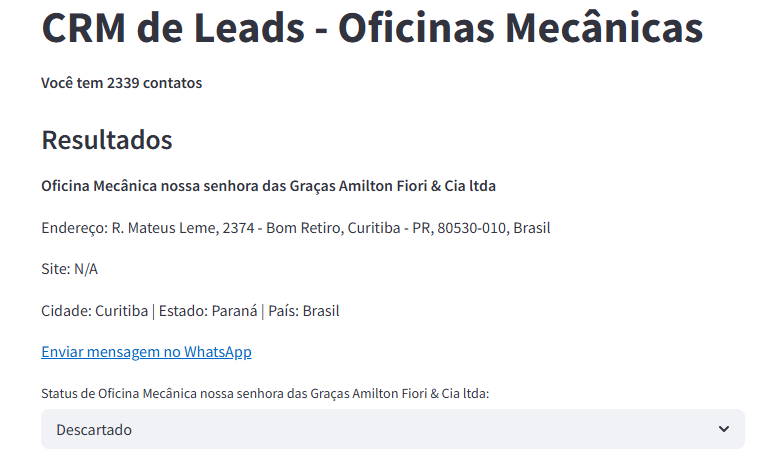 CRM de Leads - Oficinas Mecânicas
Você tem 2339 contatos
Resultados
Oficina Mecânica nossa senhora das Graças Amilton Fiori & Cia ltda
Endereço: R. Mateus Leme, 2374 - Bom Retiro, Curitiba - PR, 80530-010, Brasil
Site: N/A
Cidade: Curitiba | Estado: Paraná | País: Brasil
Enviar mensagem no WhatsApp
Status de Oficina Mecânica nossa senhora das Graças Amilton Fiori & Cia ltda:
Descartado